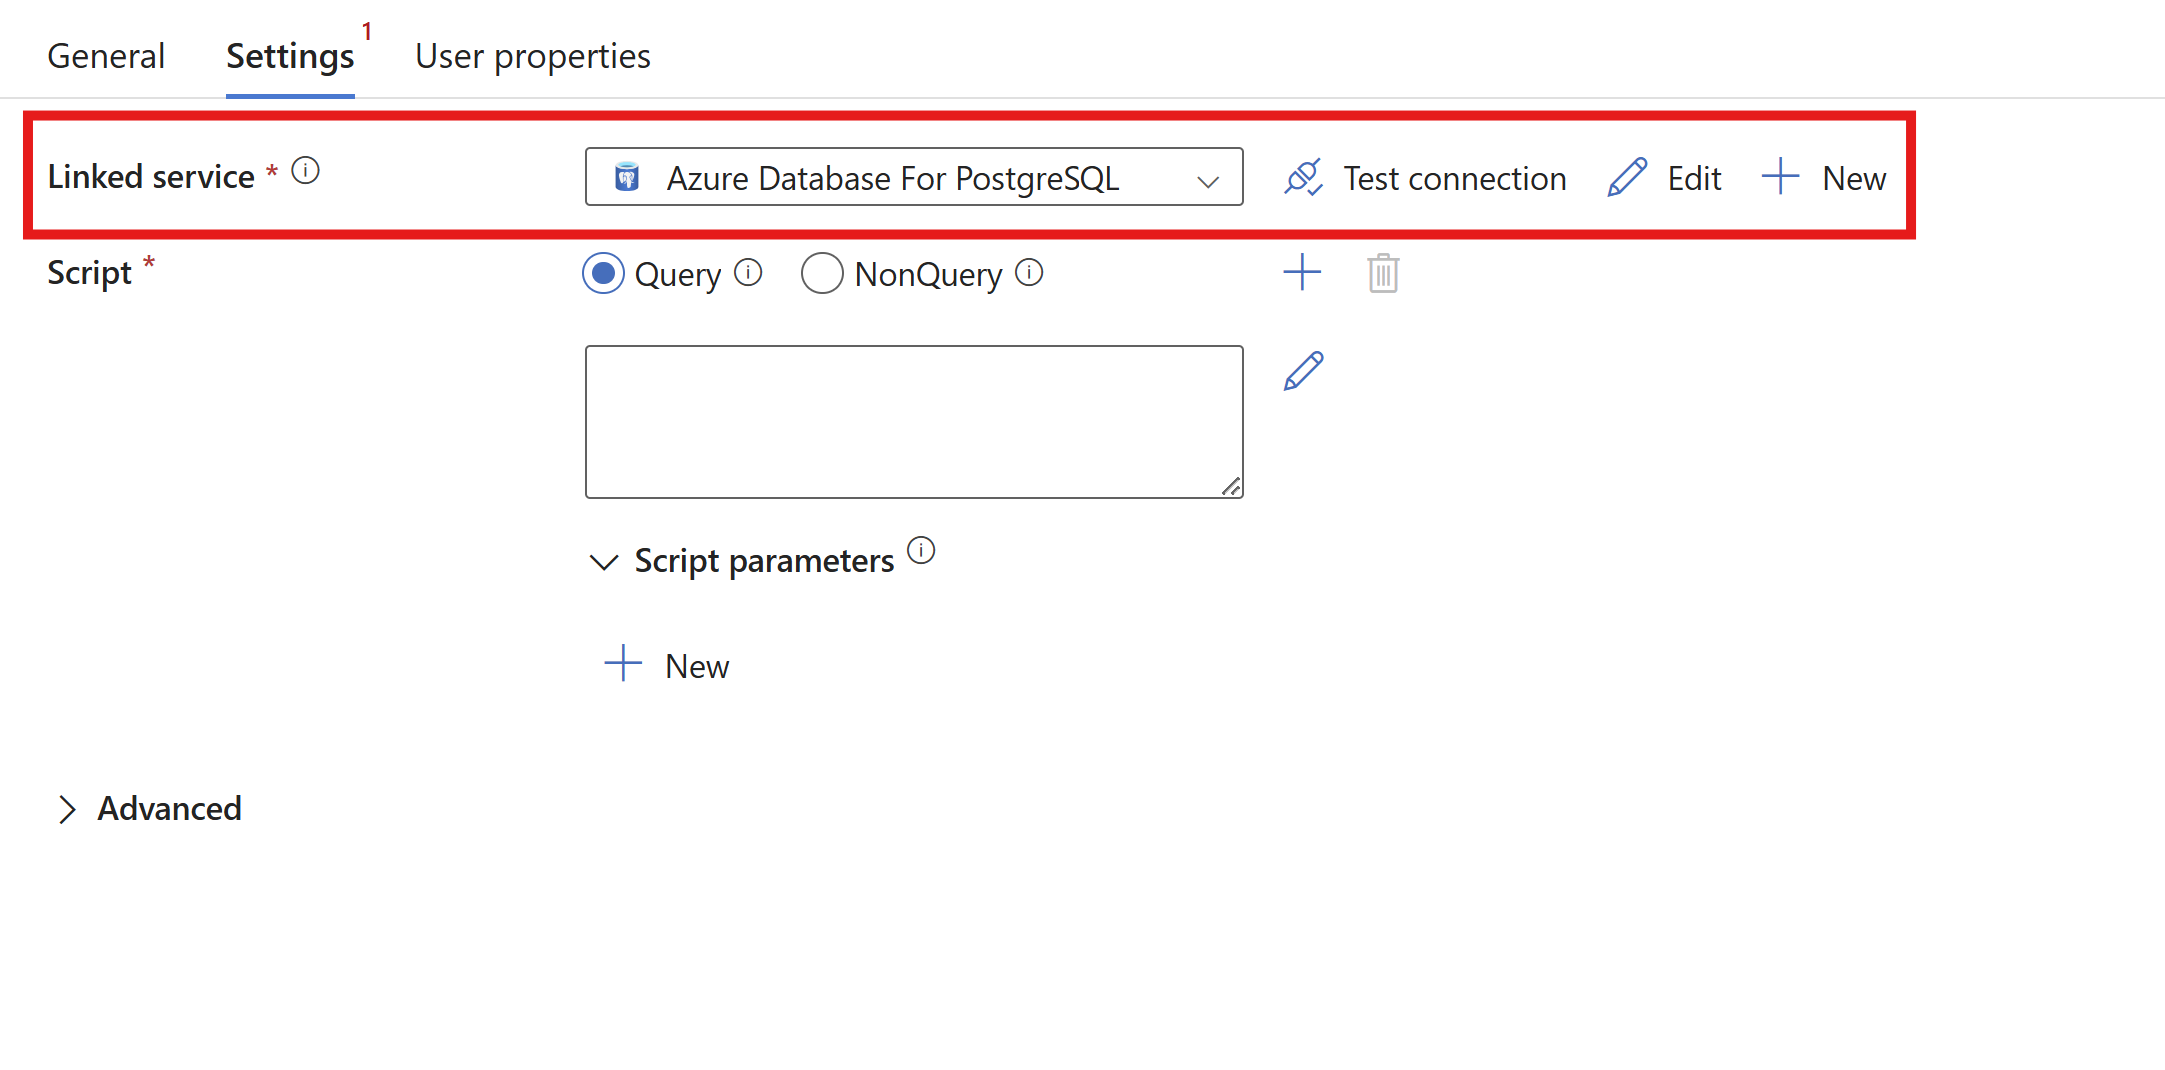 General Settings 1 User properties
Linked service * Azure Database For PostgreSQL Test connection Edit New
Script * Query NonQuery
Script parameters
New
Advanced